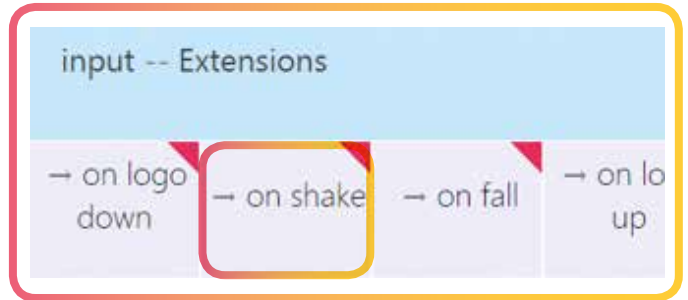 input -- Extensions
→ on logo
down
→ on shake
→ on fall
→ on lo
up